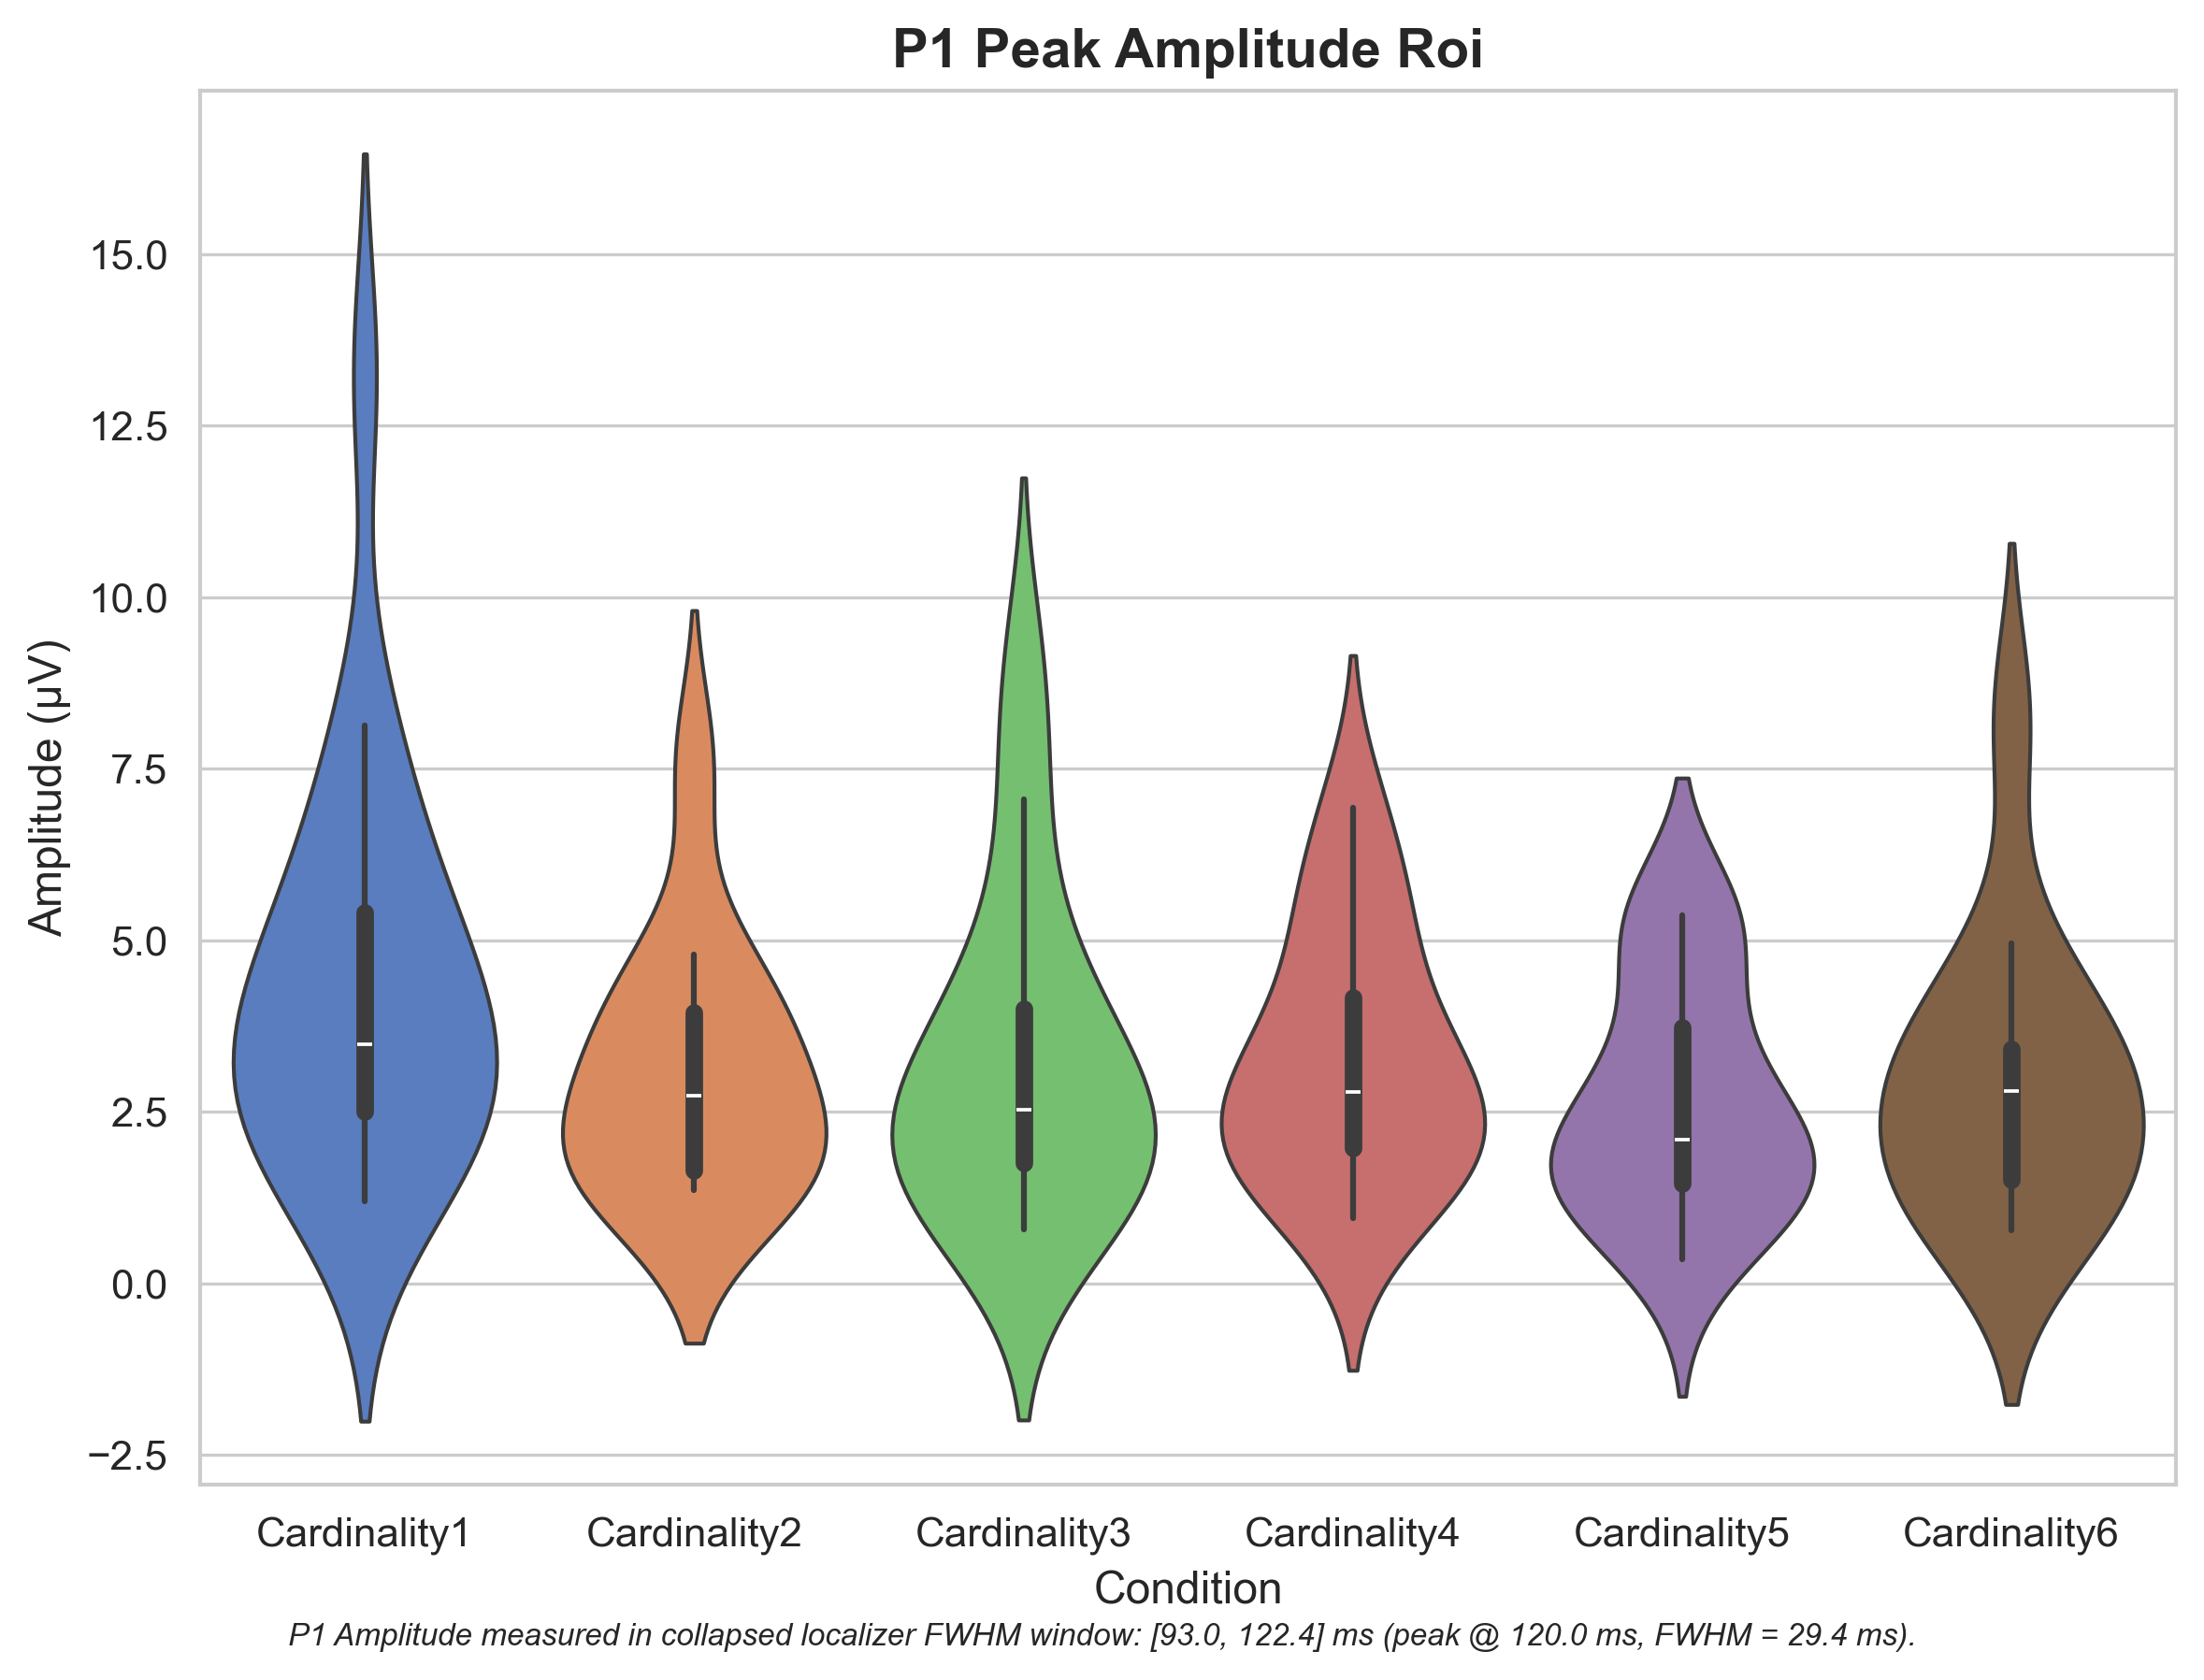 P1 Peak Amplitude Roi
Amplitude (µV)
15.0
12.5
10.0
7.5
5.0
2.5
0.0
−2.5
Cardinality1 Cardinality2 Cardinality3 Cardinality4 Cardinality5 Cardinality6
Condition
P1 Amplitude measured in collapsed localizer FWHM window: [93.0, 122.4] ms (peak @ 120.0 ms, FWHM = 29.4 ms).